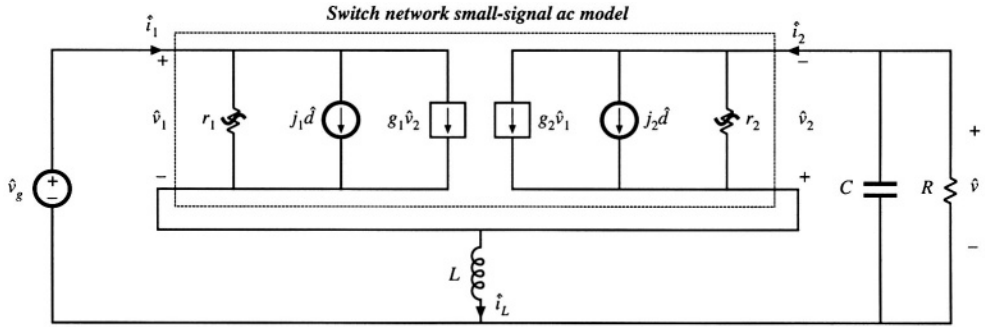 Switch network small-signal ac model
î₁
î₂
+
−
v̂₁
r₁
j₁d̂
g₁v̂₂
g₂v̂₁
j₂d̂
r₂
v̂₂
−
+
v̂g
+
−
C
R
+
v̂
−
L
îL